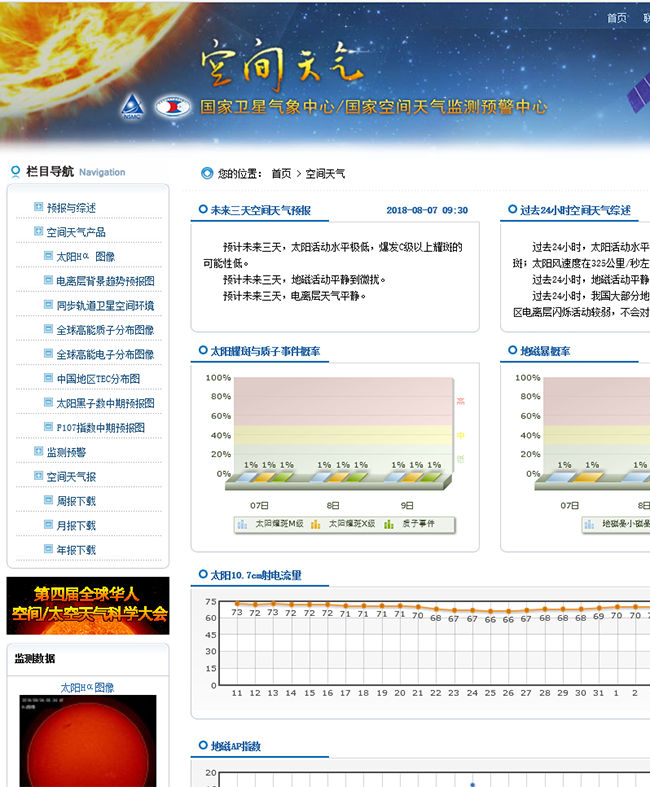 首页
空间天气
NSMC
国家卫星气象中心/国家空间天气监测预警中心
栏目导航 Navigation
您的位置： 首页 > 空间天气
预报与综述
空间天气产品
太阳Hα 图像
电离层背景趋势预报图
同步轨道卫星空间环境
全球高能质子分布图像
全球高能电子分布图像
中国地区TEC分布图
太阳黑子数中期预报图
F107指数中期预报图
监测预警
空间天气报
周报下载
月报下载
年报下载
第四届全球华人
空间/太空天气科学大会
监测数据
太阳Hα图像
未来三天空间天气预报 2018-08-07 09:30
预计未来三天，太阳活动水平极低，爆发C级以上耀斑的
可能性低。
预计未来三天，地磁活动平静到微扰。
预计未来三天，电离层天气平静。
过去24小时空间天气综述
过去24小时，太阳活动水平
斑；太阳风速度在325公里/秒左
过去24小时，地磁活动平静
过去24小时，我国大部分地
区电离层闪烁活动较弱，不会对
太阳耀斑与质子事件概率
100%
80%
60%
40%
20%
0%
高
中
低
1% 1% 1% 1% 1% 1% 1% 1% 1%
07日 8日 9日
太阳耀斑M级 太阳耀斑X级 质子事件
地磁暴概率
100%
80%
60%
40%
20%
0%
1% 1% 1%
07日 8日
地磁暴小磁暴
太阳10.7cm射电流量
75
60
45
30
15
0
73 72 73 72 72 72 71 71 71 71 70 68 67 67 66 66 67 68 68 68 69 70 70 7
11 12 13 14 15 16 17 18 19 20 21 22 23 24 25 26 27 28 29 30 31 1 2
地磁AP指数
20